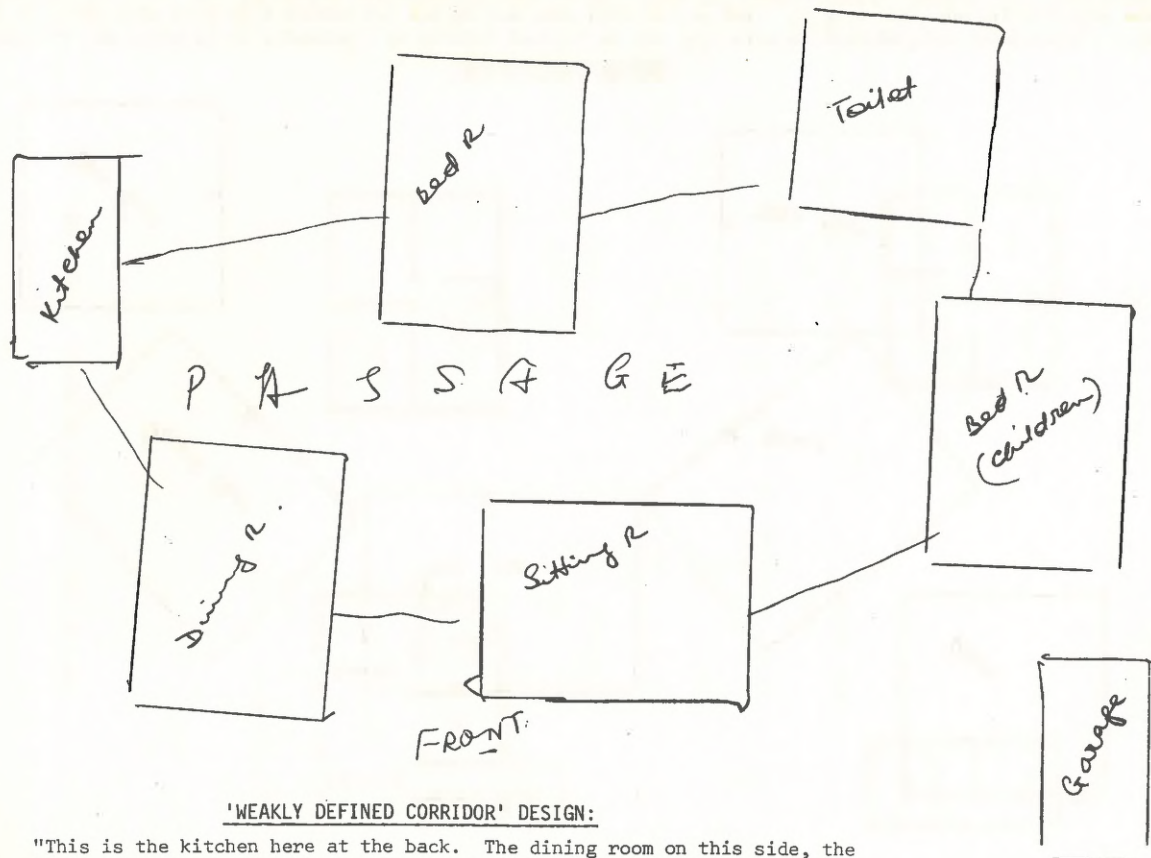 Toilet
Bed R
Kitchen
PASSAGE
Bed R
(children)
Dining R.
Sitting R
FRONT
Garage
'WEAKLY DEFINED CORRIDOR' DESIGN:
"This is the kitchen here at the back. The dining room on this side, the